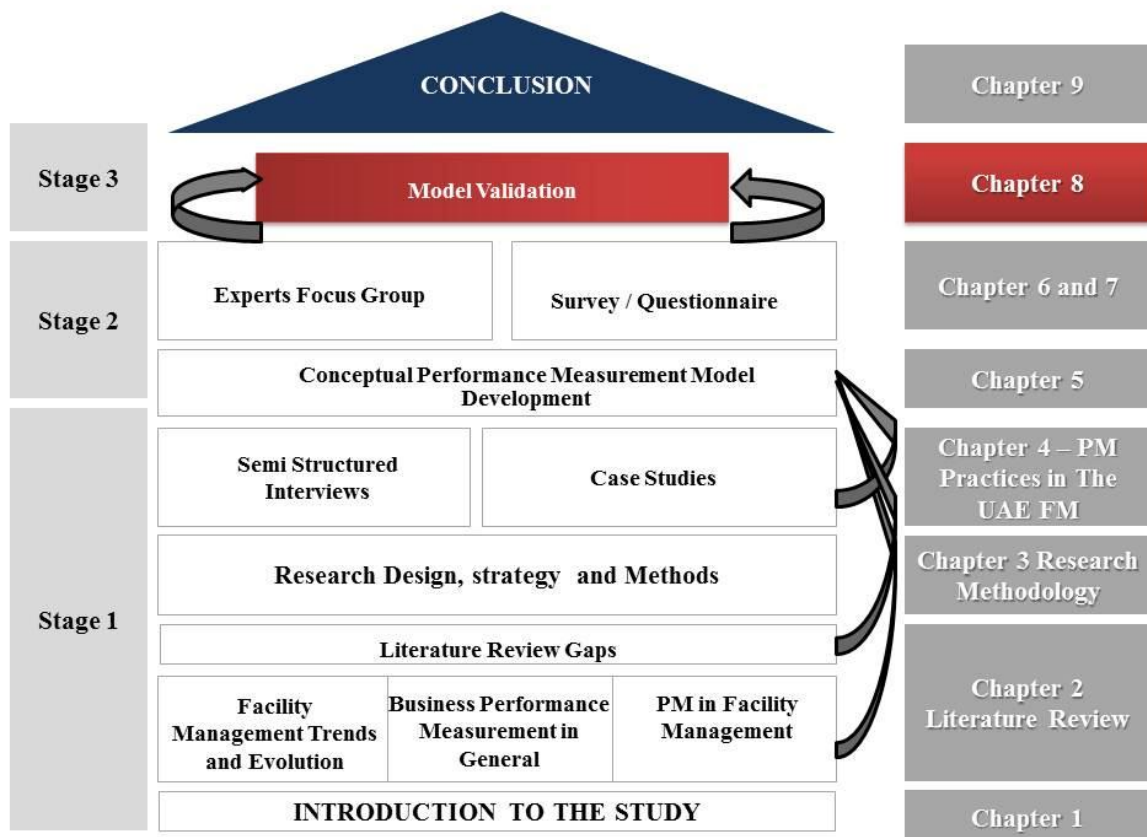 CONCLUSION
Chapter 9
Stage 3
Model Validation
Chapter 8
Stage 2
Experts Focus Group
Survey / Questionnaire
Chapter 6 and 7
Conceptual Performance Measurement Model
Development
Chapter 5
Stage 1
Semi Structured
Interviews
Case Studies
Chapter 4 – PM
Practices in The
UAE FM
Research Design, strategy and Methods
Chapter 3 Research
Methodology
Literature Review Gaps
Facility
Management Trends
and Evolution
Business Performance
Measurement in
General
PM in Facility
Management
Chapter 2
Literature Review
INTRODUCTION TO THE STUDY
Chapter 1